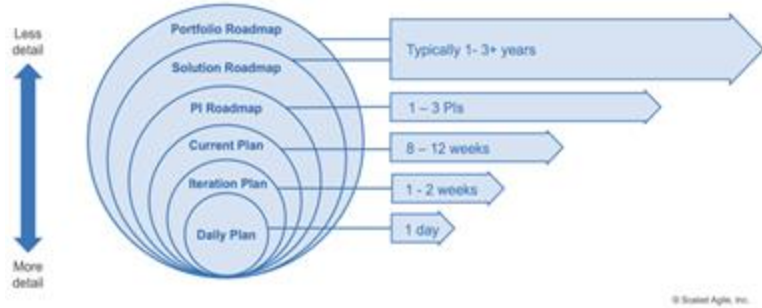 Less
detail
Portfolio Roadmap
Typically 1- 3+ years
Solution Roadmap
PI Roadmap
1 – 3 PIs
Current Plan
8 – 12 weeks
Iteration Plan
1 - 2 weeks
Daily Plan
1 day
More
detail
© Scaled Agile, Inc.